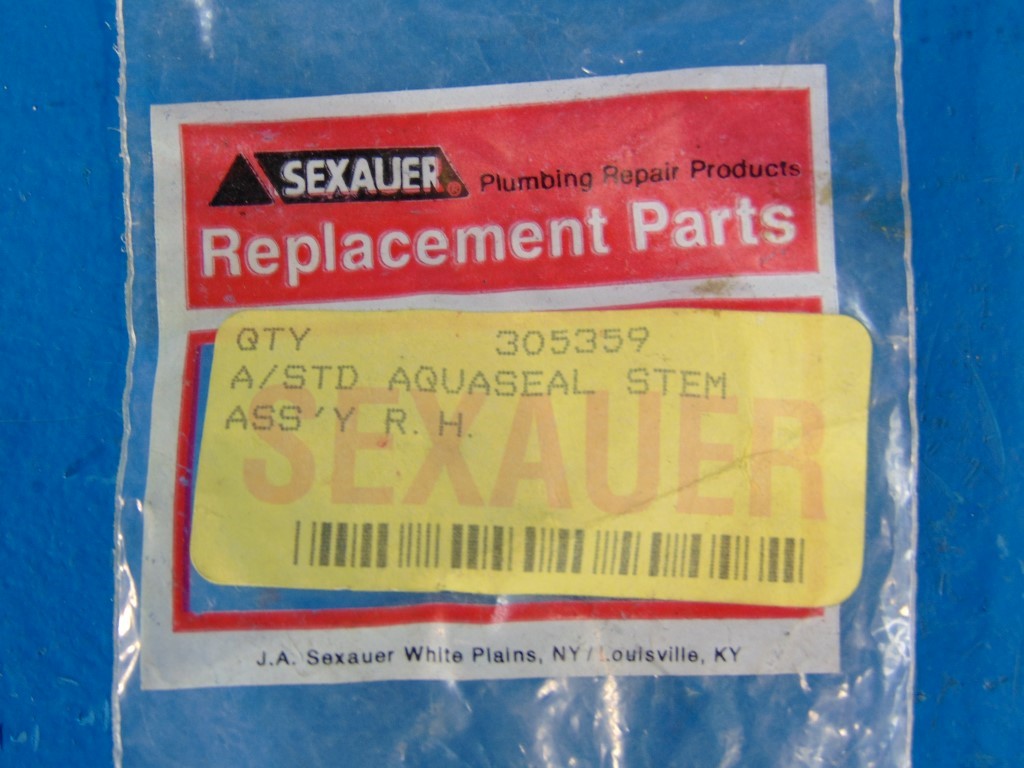 SEXAUER® Plumbing Repair Products
Replacement Parts
QTY 305359
A/STD AQUASEAL STEM
ASS'Y R.H.
SEXAUER
J.A. Sexauer White Plains, NY / Louisville, KY